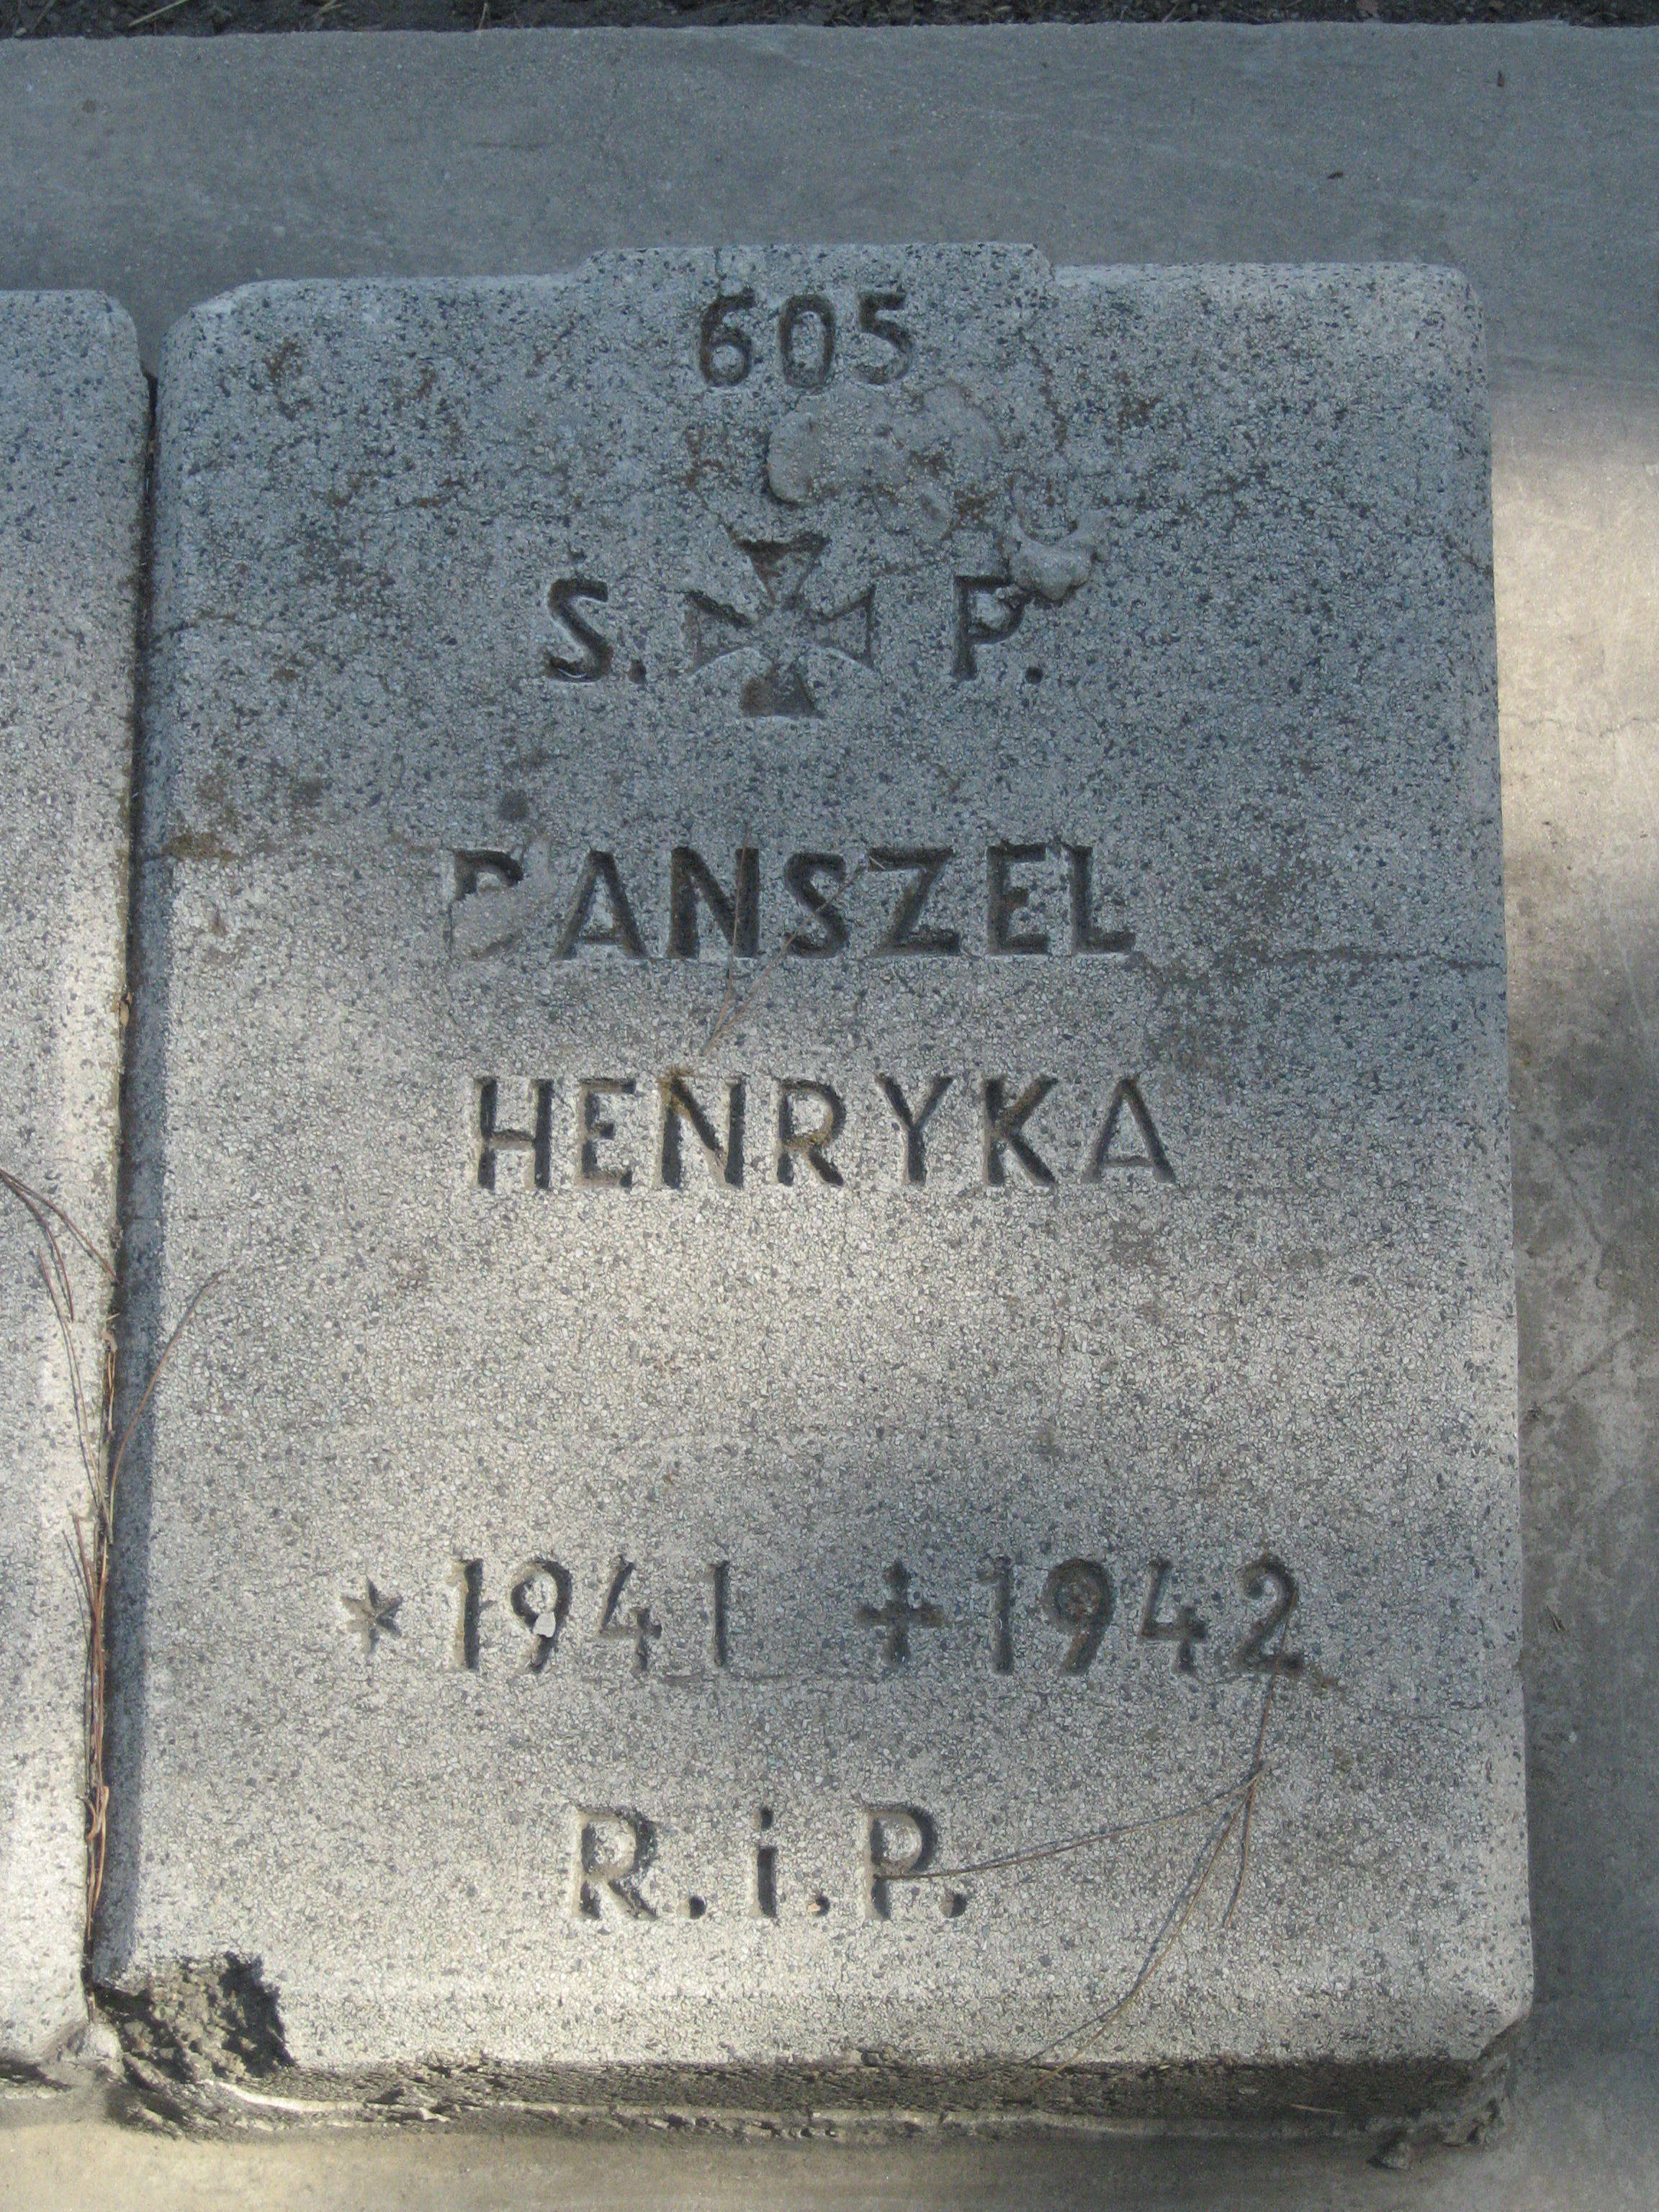 605
S. P.
HENRYKA
* 1941 + 1942
R.i.P.